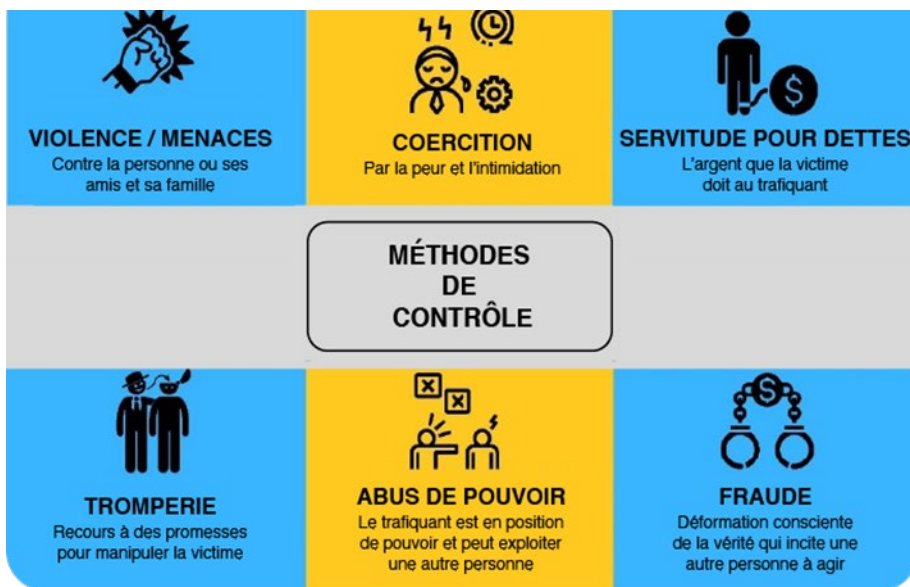 VIOLENCE / MENACES
Contre la personne ou ses
amis et sa famille
COERCITION
Par la peur et l'intimidation
$
SERVITUDE POUR DETTES
L'argent que la victime
doit au trafiquant
MÉTHODES
DE
CONTRÔLE
TROMPERIE
Recours à des promesses
pour manipuler la victime
ABUS DE POUVOIR
Le trafiquant est en position
de pouvoir et peut exploiter
une autre personne
$
FRAUDE
Déformation consciente
de la vérité qui incite une
autre personne à agir